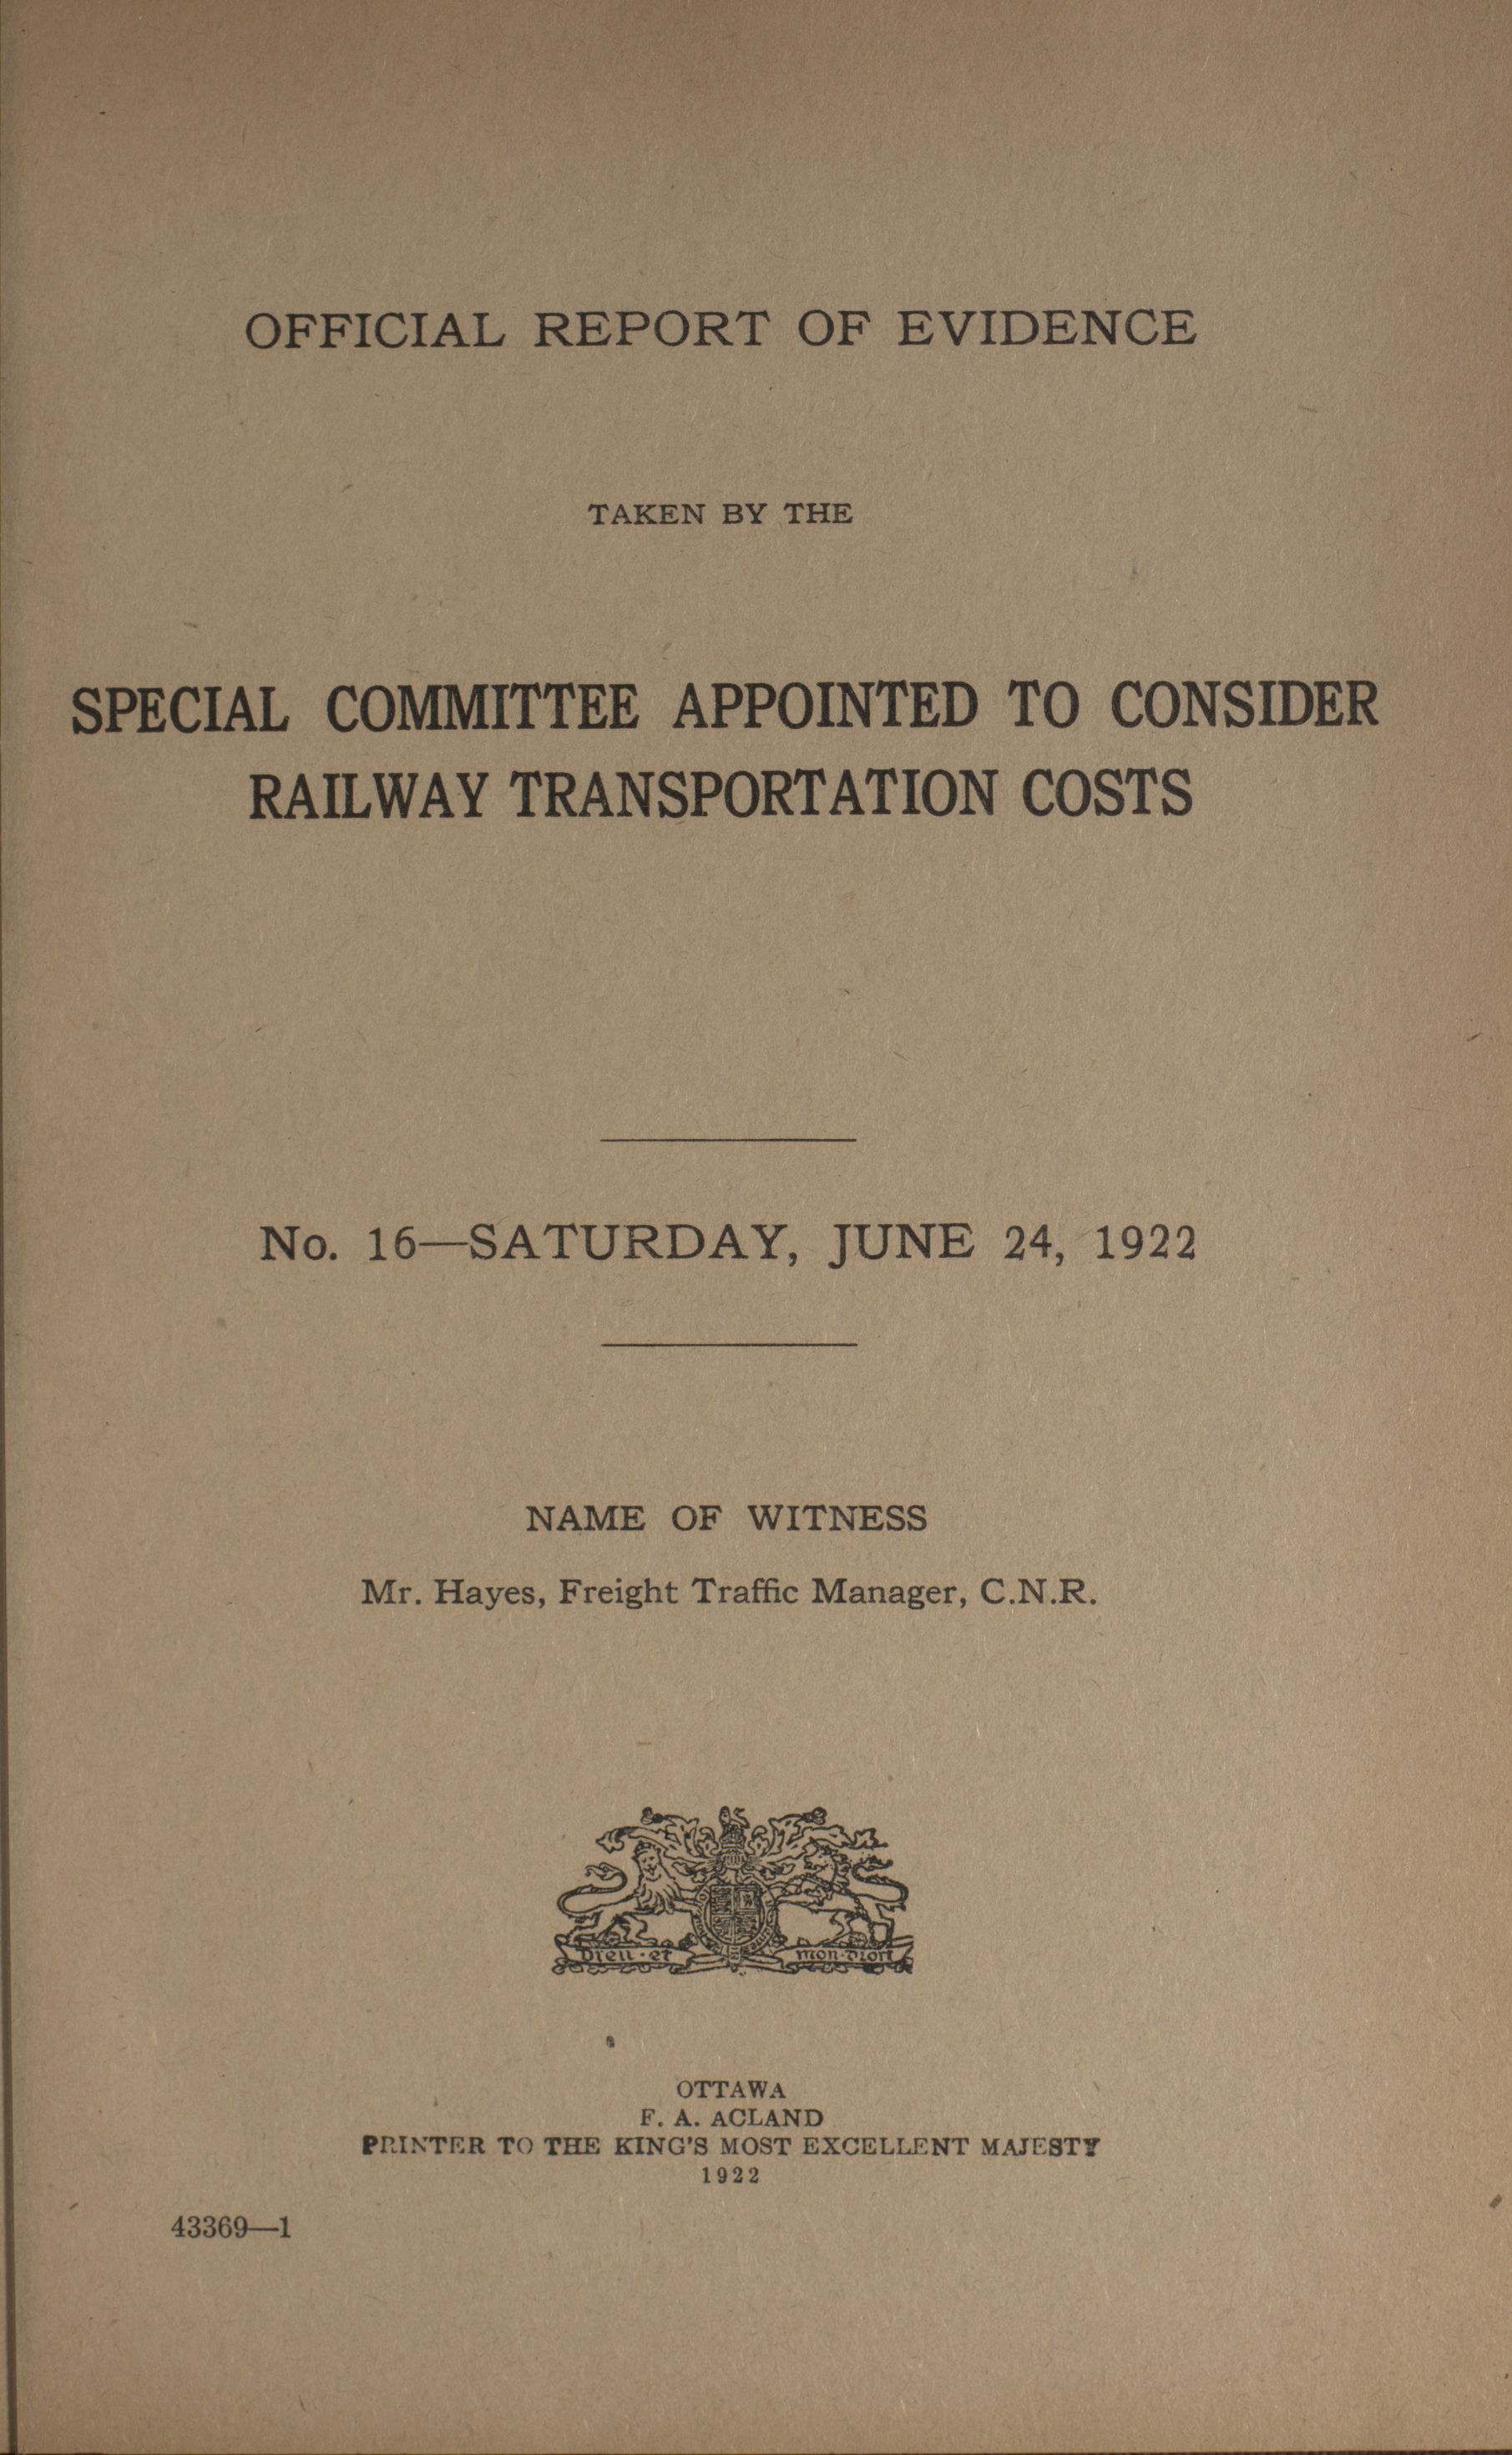 OFFICIAL REPORT OF EVIDENCE
TAKEN BY THE
SPECIAL COMMITTEE APPOINTED TO CONSIDER
RAILWAY TRANSPORTATION COSTS
No. 16—SATURDAY, JUNE 24, 1922
NAME OF WITNESS
Mr. Hayes, Freight Traffic Manager, C.N.R.
Dieu·et mon·Droit
OTTAWA
F. A. ACLAND
PRINTER TO THE KING'S MOST EXCELLENT MAJESTY
1922
43369—1